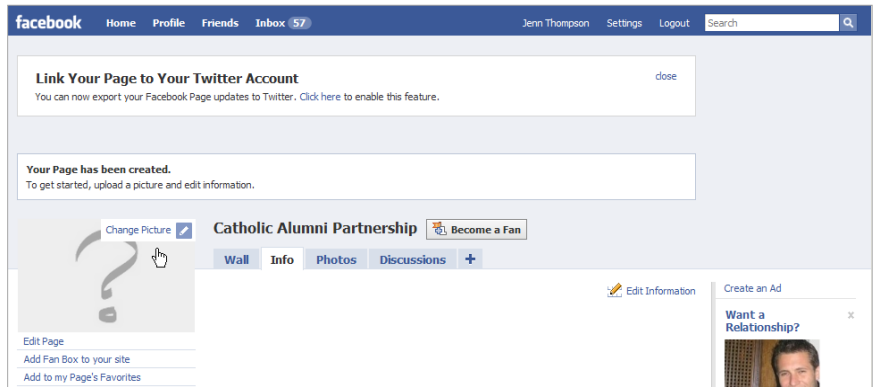 facebook Home Profile Friends Inbox 57 Jenn Thompson Settings Logout Search
Link Your Page to Your Twitter Account close
You can now export your Facebook Page updates to Twitter. Click here to enable this feature.
Your Page has been created.
To get started, upload a picture and edit information.
Change Picture
Catholic Alumni Partnership Become a Fan
Wall Info Photos Discussions +
Edit Information
Edit Page
Add Fan Box to your site
Add to my Page's Favorites
Create an Ad
Want a x
Relationship?